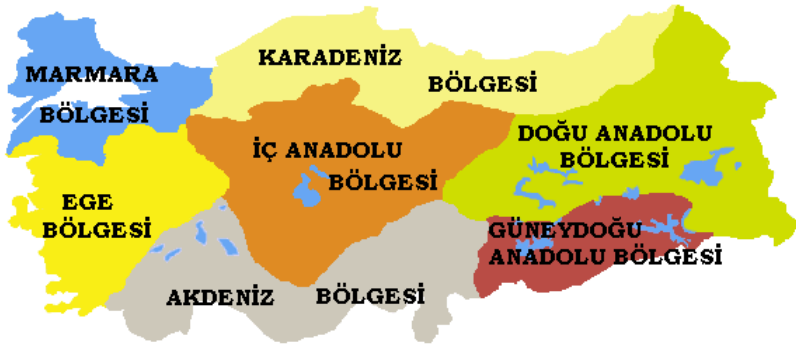 MARMARA
BÖLGESİ
KARADENİZ
BÖLGESİ
İÇ ANADOLU
BÖLGESİ
DOĞU ANADOLU
BÖLGESİ
EGE
BÖLGESİ
GÜNEYDOĞU
ANADOLU BÖLGESİ
AKDENİZ BÖLGESİ